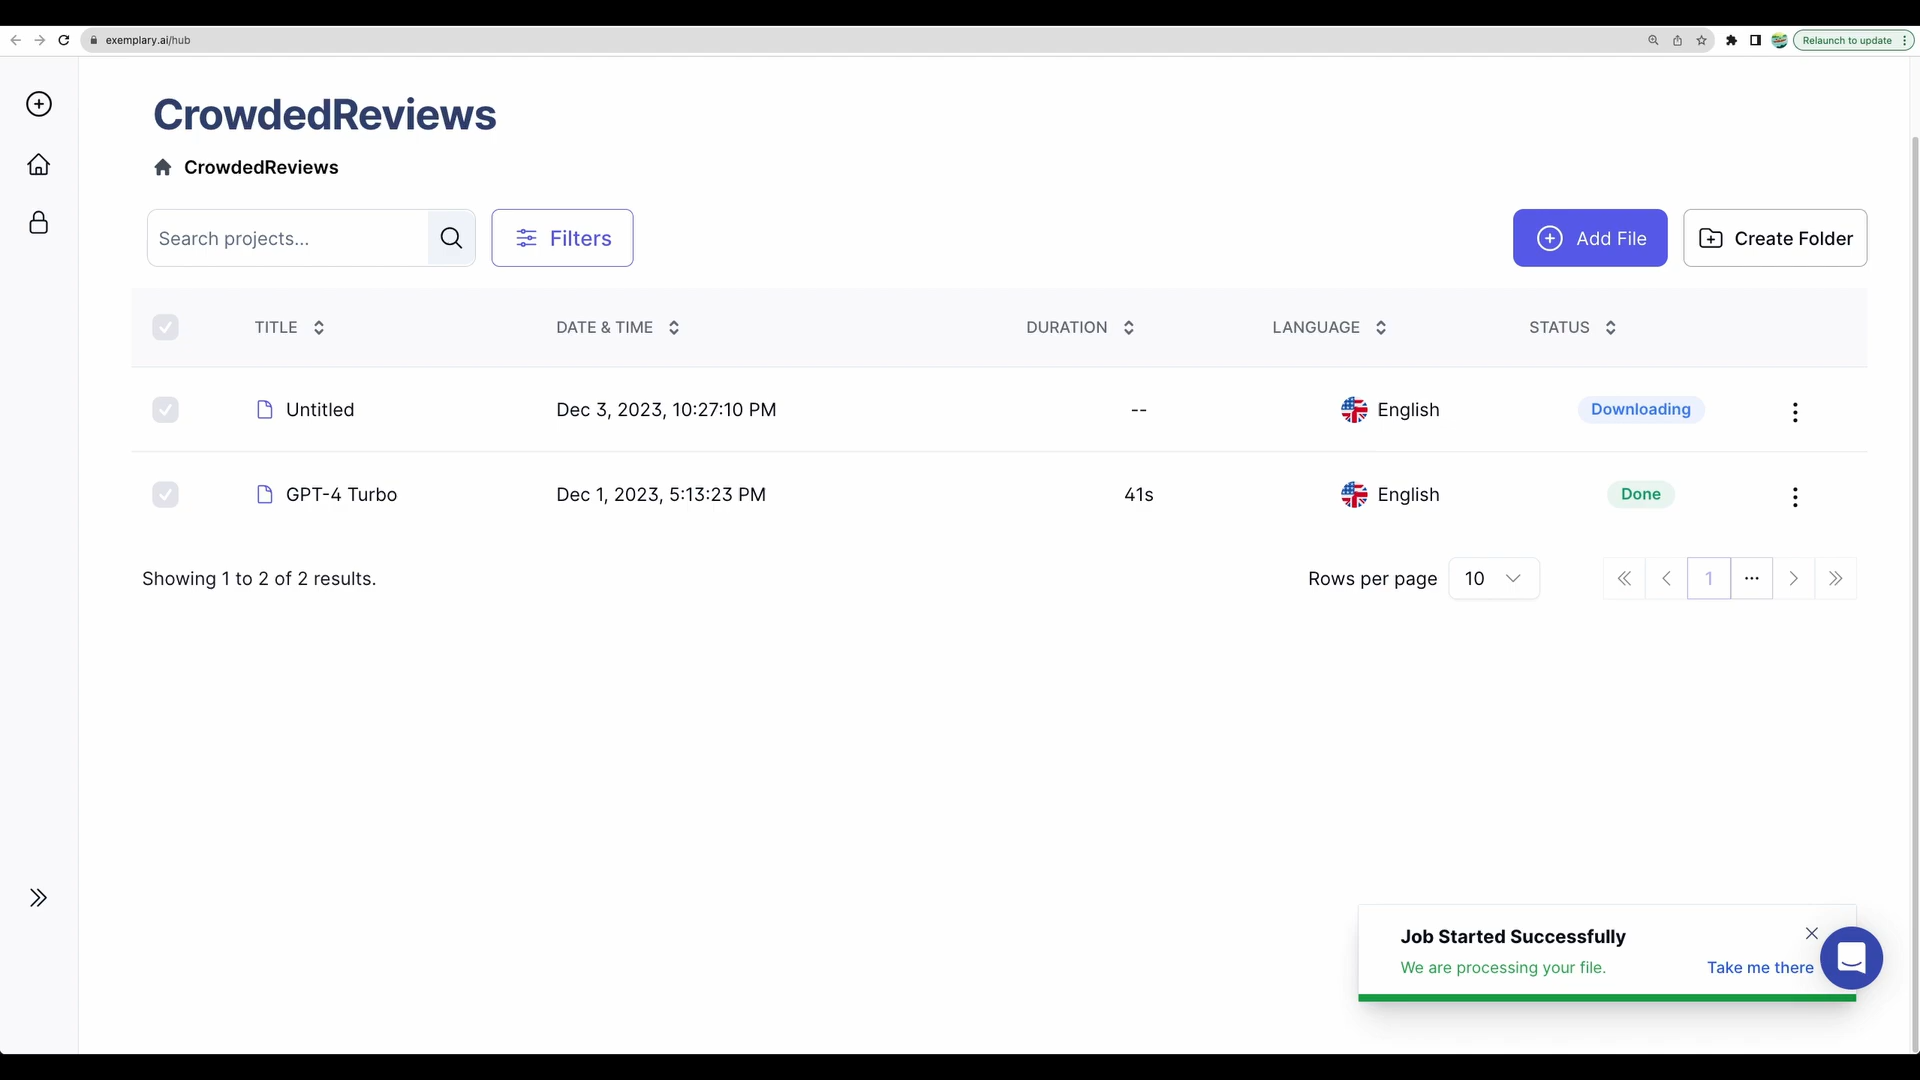 exemplary.ai/hub
Relaunch to update
CrowdedReviews
CrowdedReviews
Search projects...
Filters
Add File
Create Folder
TITLE DATE & TIME DURATION LANGUAGE STATUS
Untitled Dec 3, 2023, 10:27:10 PM -- English Downloading
GPT-4 Turbo Dec 1, 2023, 5:13:23 PM 41s English Done
Showing 1 to 2 of 2 results. Rows per page 10 1 ...
Job Started Successfully
We are processing your file. Take me there